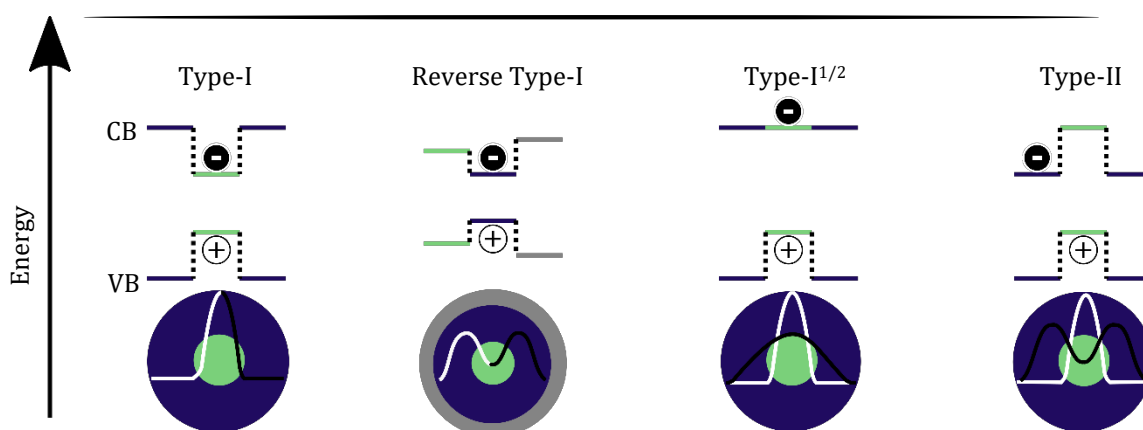 Type-I
Reverse Type-I
Type-I1/2
Type-II
CB
-
-
-
-
Energy
+
+
+
+
VB